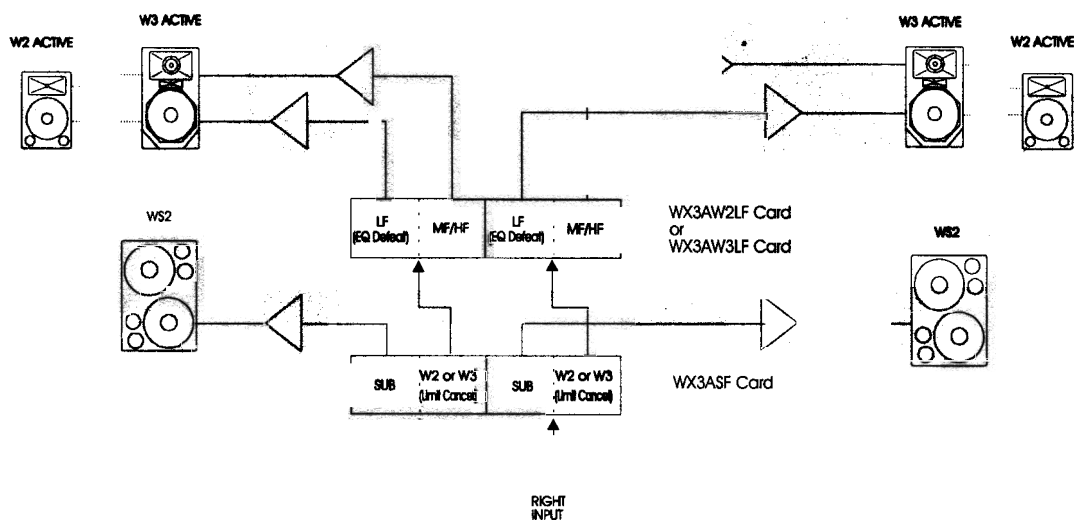 W3 ACTIVE
W3 ACTIVE
W2 ACTIVE
W2 ACTIVE
LF
(EQ Defeat)
MF/HF
LF
(EQ Defeat)
MF/HF
WX3AW2LF Card
or
WX3AW3LF Card
WS2
WS2
SUB
W2 or W3
(Limit Cancel)
SUB
W2 or W3
(Limit Cancel)
WX3ASF Card
RIGHT
INPUT